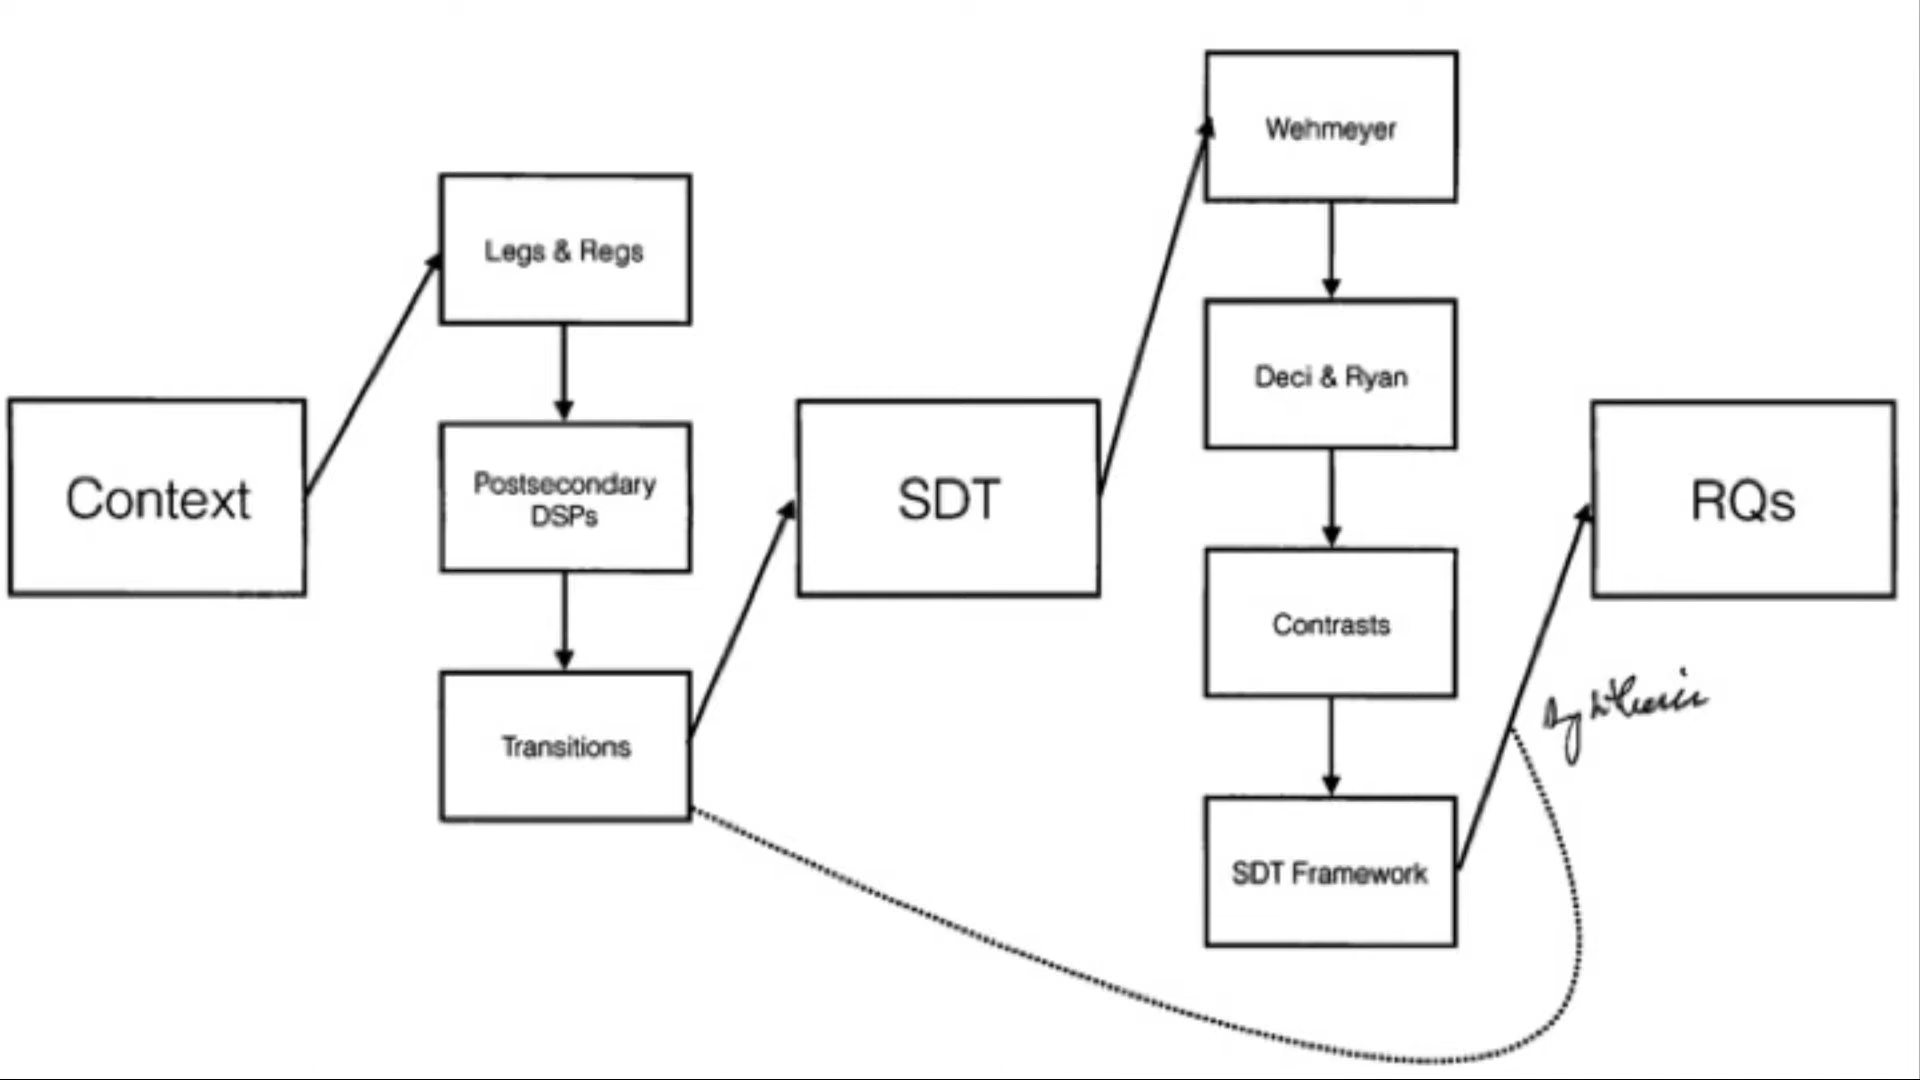 Context
Legs & Regs
Postsecondary
DSPs
Transitions
SDT
Wehmeyer
Deci & Ryan
Contrasts
SDT Framework
RQs